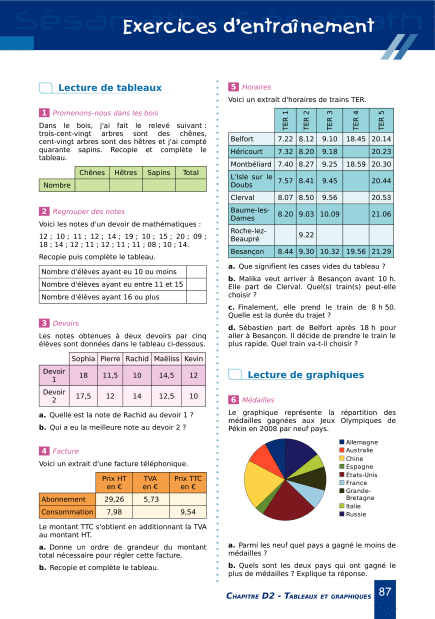 Exercices d'entraînement
Lecture de tableaux
1 Promenons-nous dans les bois
Dans le bois, j'ai fait le relevé suivant :
trois-cent-vingt arbres sont des chênes,
cent-vingt arbres sont des hêtres et j'ai compté
quarante sapins. Recopie et complète le
tableau.
Chênes Hêtres Sapins Total
Nombre
2 Regrouper des notes
Voici les notes d'un devoir de mathématiques :
12 ; 10 ; 11 ; 12 ; 14 ; 19 ; 10 ; 15 ; 20 ; 09 ;
18 ; 14 ; 12 ; 11 ; 12 ; 11 ; 11 ; 08 ; 10 ; 14.
Recopie puis complète le tableau.
Nombre d'élèves ayant eu 10 ou moins
Nombre d'élèves ayant eu entre 11 et 15
Nombre d'élèves ayant eu 16 ou plus
3 Devoirs
Les notes obtenues à deux devoirs par cinq
élèves sont données dans le tableau ci-dessous.
Sophia Pierre Rachid Maëliss Kevin
Devoir 1 18 11,5 10 14,5 12
Devoir 2 17,5 12 14 12,5 10
a. Quelle est la note de Rachid au devoir 1 ?
b. Qui a eu la meilleure note au devoir 2 ?
4 Facture
Voici un extrait d'une facture téléphonique.
Prix HT en € TVA en € Prix TTC en €
Abonnement 29,26 5,73
Consommation 7,98 9,54
Le montant TTC s'obtient en additionnant la TVA
au montant HT.
a. Donne un ordre de grandeur du montant
total nécessaire pour régler cette facture.
b. Recopie et complète le tableau.
5 Horaires
Voici un extrait d'horaires de trains TER.
TER 1 TER 2 TER 3 TER 4 TER 5
Belfort 7.22 8.12 9.10 18.45 20.14
Héricourt 7.32 8.20 9.18 20.23
Montbéliard 7.40 8.27 9.25 18.59 20.30
L'Isle sur le Doubs 7.57 8.41 9.45 20.44
Clerval 8.07 8.50 9.56 20.53
Baume-les-Dames 8.20 9.03 10.09 21.06
Roche-lez-Beaupré 9.22
Besançon 8.44 9.30 10.32 19.56 21.29
a. Que signifient les cases vides du tableau ?
b. Malika veut arriver à Besançon avant 10 h.
Elle part de Clerval. Quel(s) train(s) peut-elle
choisir ?
c. Finalement, elle prend le train de 8 h 50.
Quelle est la durée du trajet ?
d. Sébastien part de Belfort après 18 h pour
aller à Besançon. Il décide de prendre le train le
plus rapide. Quel train va-t-il choisir ?
Lecture de graphiques
6 Médailles
Le graphique représente la répartition des
médailles gagnées aux Jeux Olympiques de
Pékin en 2008 par neuf pays.
Allemagne
Australie
Chine
Espagne
États-Unis
France
Grande-
Bretagne
Italie
Russie
a. Parmi les neuf quel pays a gagné le moins de
médailles ?
b. Quels sont les deux pays qui ont gagné le
plus de médailles ? Explique ta réponse.
Chapitre D2 - Tableaux et graphiques 87